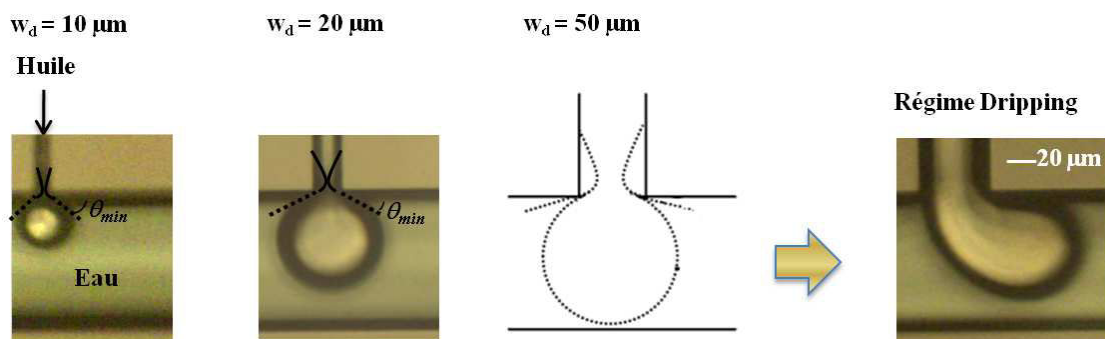 w_d = 10 µm
w_d = 20 µm
w_d = 50 µm
Huile
Régime Dripping
20 µm
θ_min
θ_min
Eau